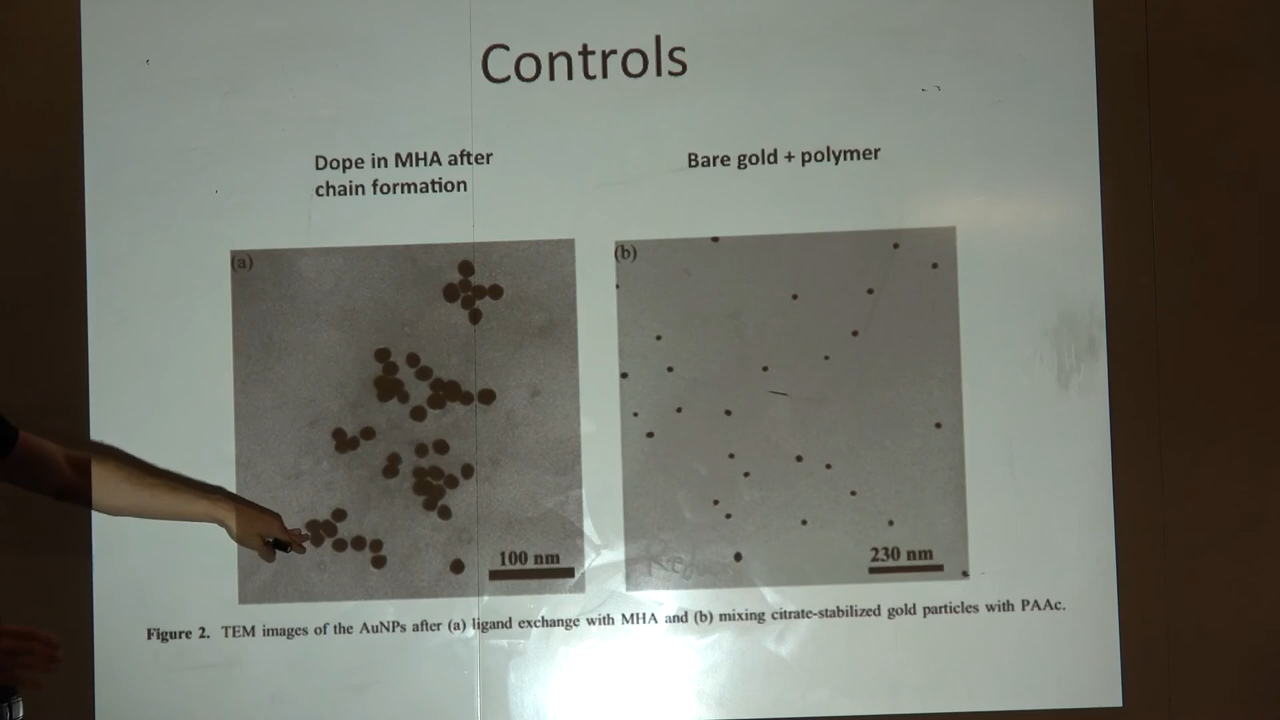 Controls
Dope in MHA after
chain formation
Bare gold + polymer
(a)
(b)
100 nm
230 nm
Figure 2. TEM images of the AuNPs after (a) ligand exchange with MHA and (b) mixing citrate-stabilized gold particles with PAAc.